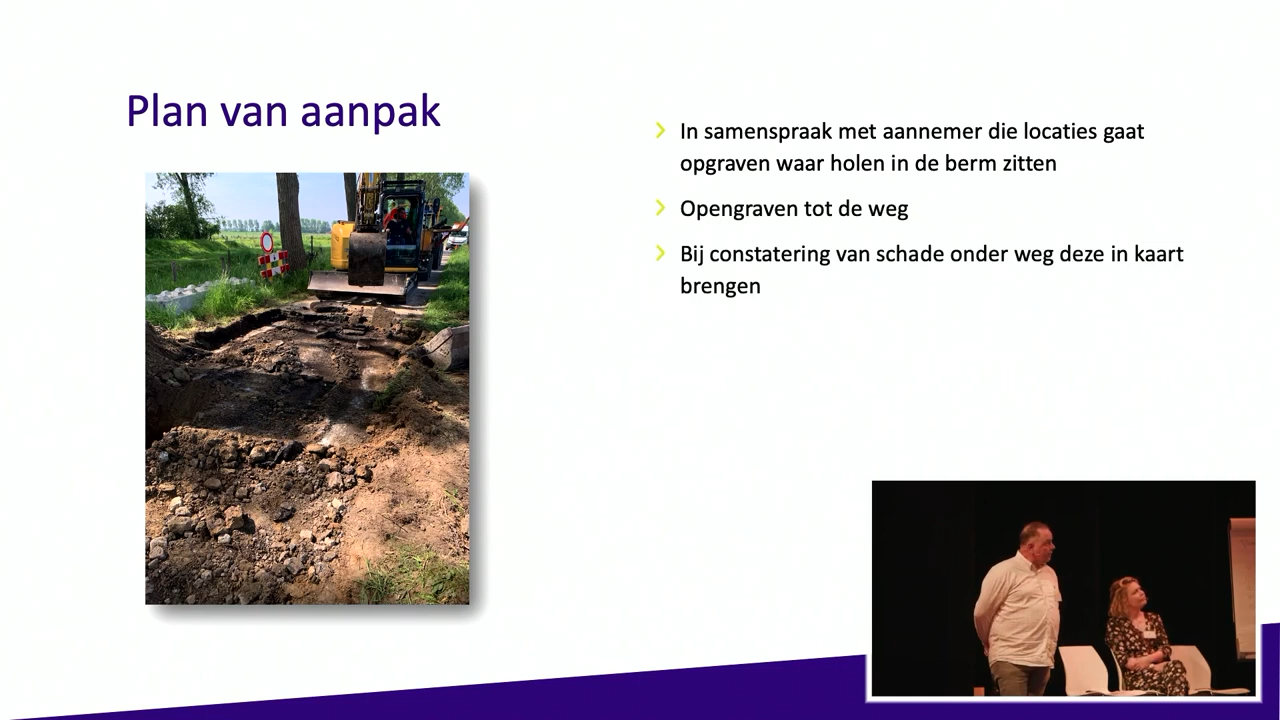 Plan van aanpak
In samenspraak met aannemer die locaties gaat
opgraven waar holen in de berm zitten
Opengraven tot de weg
Bij constatering van schade onder weg deze in kaart
brengen